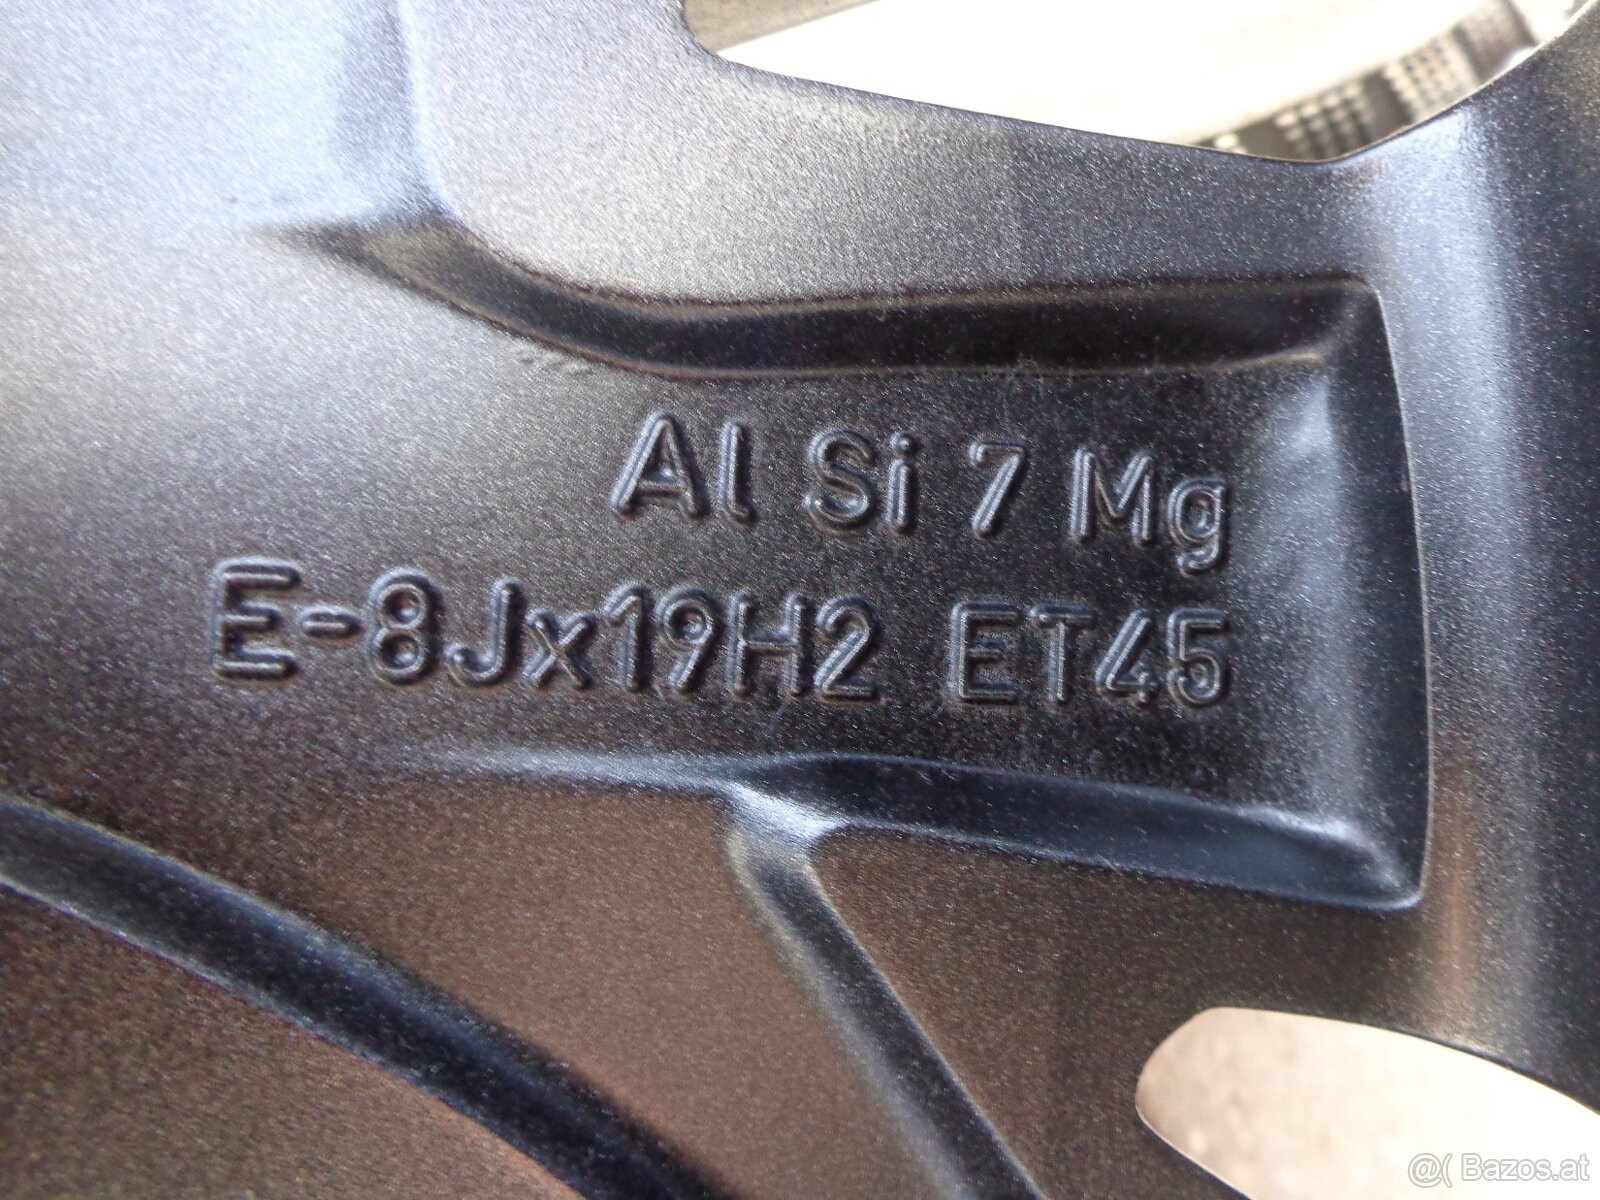 Al Si 7 Mg
E-8Jx19H2 ET45
@( Bazos.at